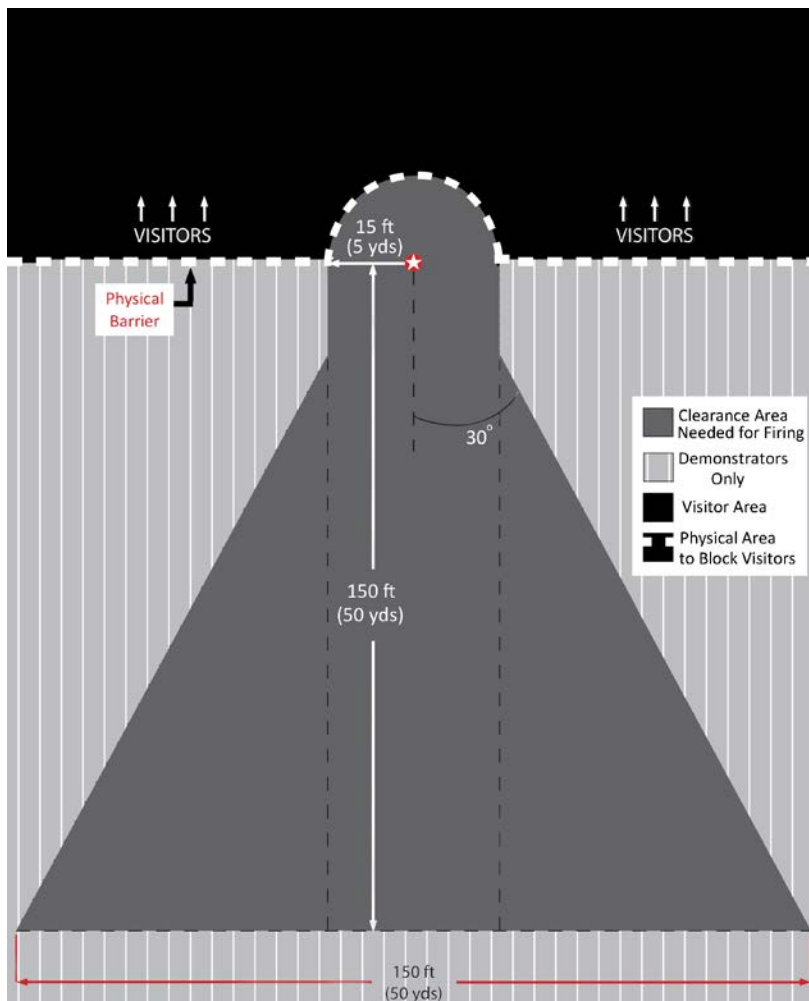 15 ft
(5 yds)
VISITORS
VISITORS
Physical
Barrier
30°
Clearance Area
Needed for Firing
Demonstrators
Only
Visitor Area
Physical Area
to Block Visitors
150 ft
(50 yds)
150 ft
(50 yds)